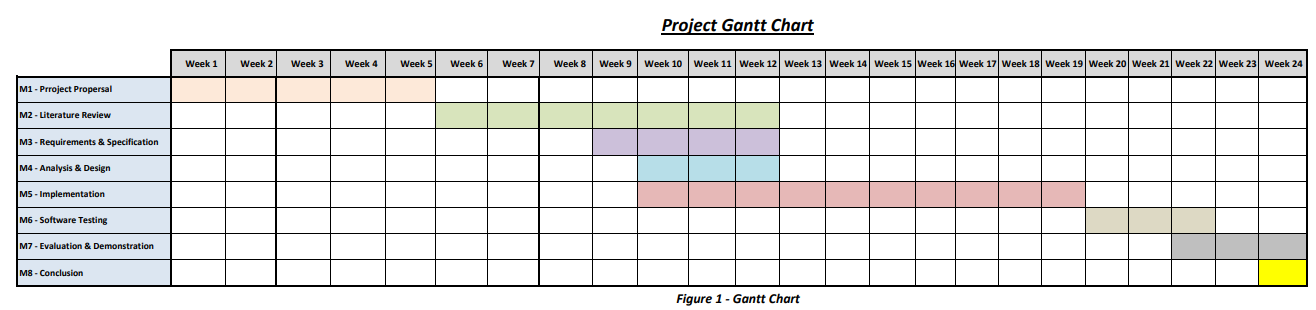 Project Gantt Chart
Week 1 Week 2 Week 3 Week 4 Week 5 Week 6 Week 7 Week 8 Week 9 Week 10 Week 11 Week 12 Week 13 Week 14 Week 15 Week 16 Week 17 Week 18 Week 19 Week 20 Week 21 Week 22 Week 23 Week 24
M1 - Prroject Propersal
M2 - Literature Review
M3 - Requirements & Specification
M4 - Analysis & Design
M5 - Implementation
M6 - Software Testing
M7 - Evaluation & Demonstration
M8 - Conclusion
Figure 1 - Gantt Chart